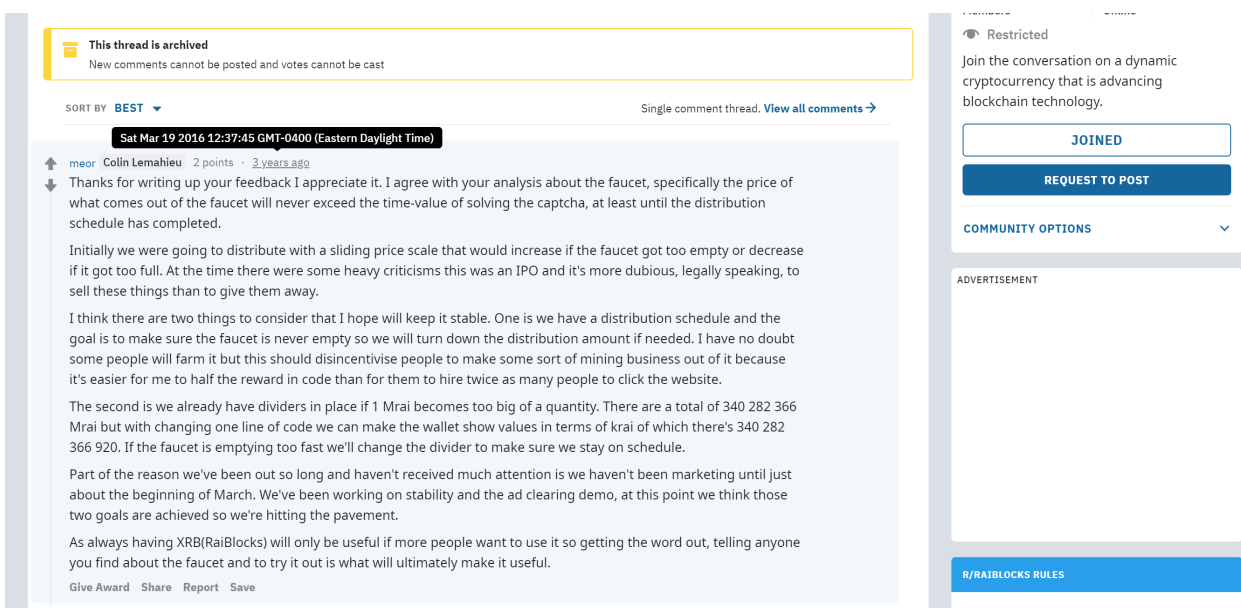 Restricted
Join the conversation on a dynamic
cryptocurrency that is advancing
blockchain technology.
JOINED
REQUEST TO POST
COMMUNITY OPTIONS
ADVERTISEMENT
R/RAIBLOCKS RULES
This thread is archived
New comments cannot be posted and votes cannot be cast
SORT BY BEST
Single comment thread. View all comments
Sat Mar 19 2016 12:37:45 GMT-0400 (Eastern Daylight Time)
meor Colin Lemahieu 2 points · 3 years ago
Thanks for writing up your feedback I appreciate it. I agree with your analysis about the faucet, specifically the price of
what comes out of the faucet will never exceed the time-value of solving the captcha, at least until the distribution
schedule has completed.
Initially we were going to distribute with a sliding price scale that would increase if the faucet got too empty or decrease
if it got too full. At the time there were some heavy criticisms this was an IPO and it's more dubious, legally speaking, to
sell these things than to give them away.
I think there are two things to consider that I hope will keep it stable. One is we have a distribution schedule and the
goal is to make sure the faucet is never empty so we will turn down the distribution amount if needed. I have no doubt
some people will farm it but this should disincentivise people to make some sort of mining business out of it because
it's easier for me to half the reward in code than for them to hire twice as many people to click the website.
The second is we already have dividers in place if 1 Mrai becomes too big of a quantity. There are a total of 340 282 366
Mrai but with changing one line of code we can make the wallet show values in terms of krai of which there's 340 282
366 920. If the faucet is emptying too fast we'll change the divider to make sure we stay on schedule.
Part of the reason we've been out so long and haven't received much attention is we haven't been marketing until just
about the beginning of March. We've been working on stability and the ad clearing demo, at this point we think those
two goals are achieved so we're hitting the pavement.
As always having XRB(RaiBlocks) will only be useful if more people want to use it so getting the word out, telling anyone
you find about the faucet and to try it out is what will ultimately make it useful.
Give Award Share Report Save